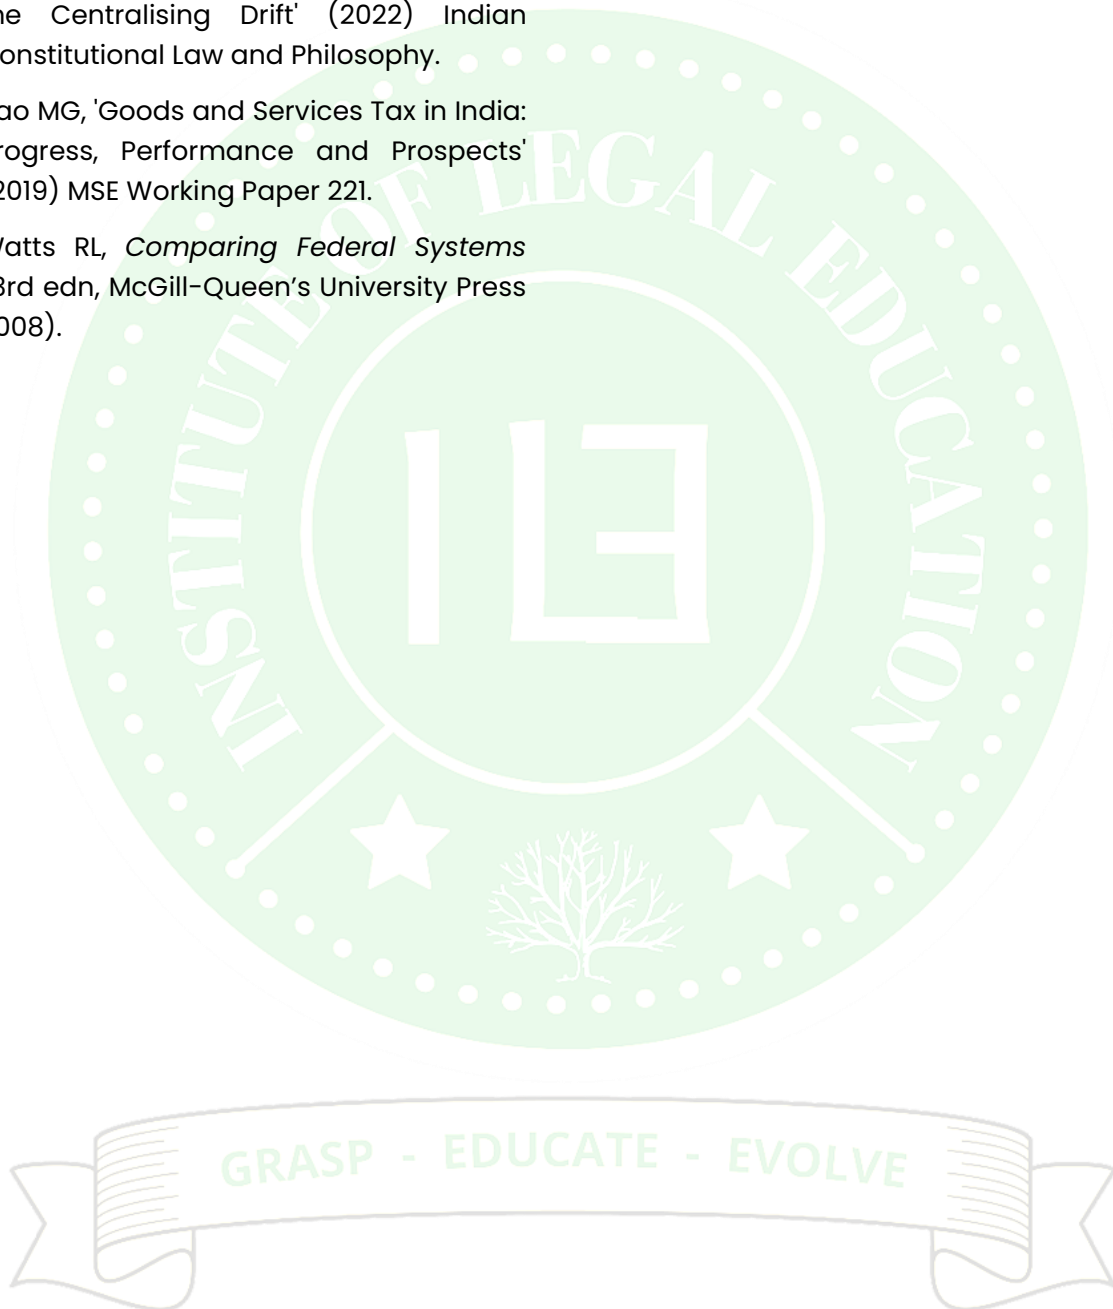 he Centralising Drift' (2022) Indian
onstitutional Law and Philosophy.
ao MG, 'Goods and Services Tax in India:
rogress, Performance and Prospects'
2019) MSE Working Paper 221.
atts RL, Comparing Federal Systems
3rd edn, McGill-Queen’s University Press
008).
INSTITUTE OF LEGAL EDUCATION
ILE
GRASP - EDUCATE - EVOLVE